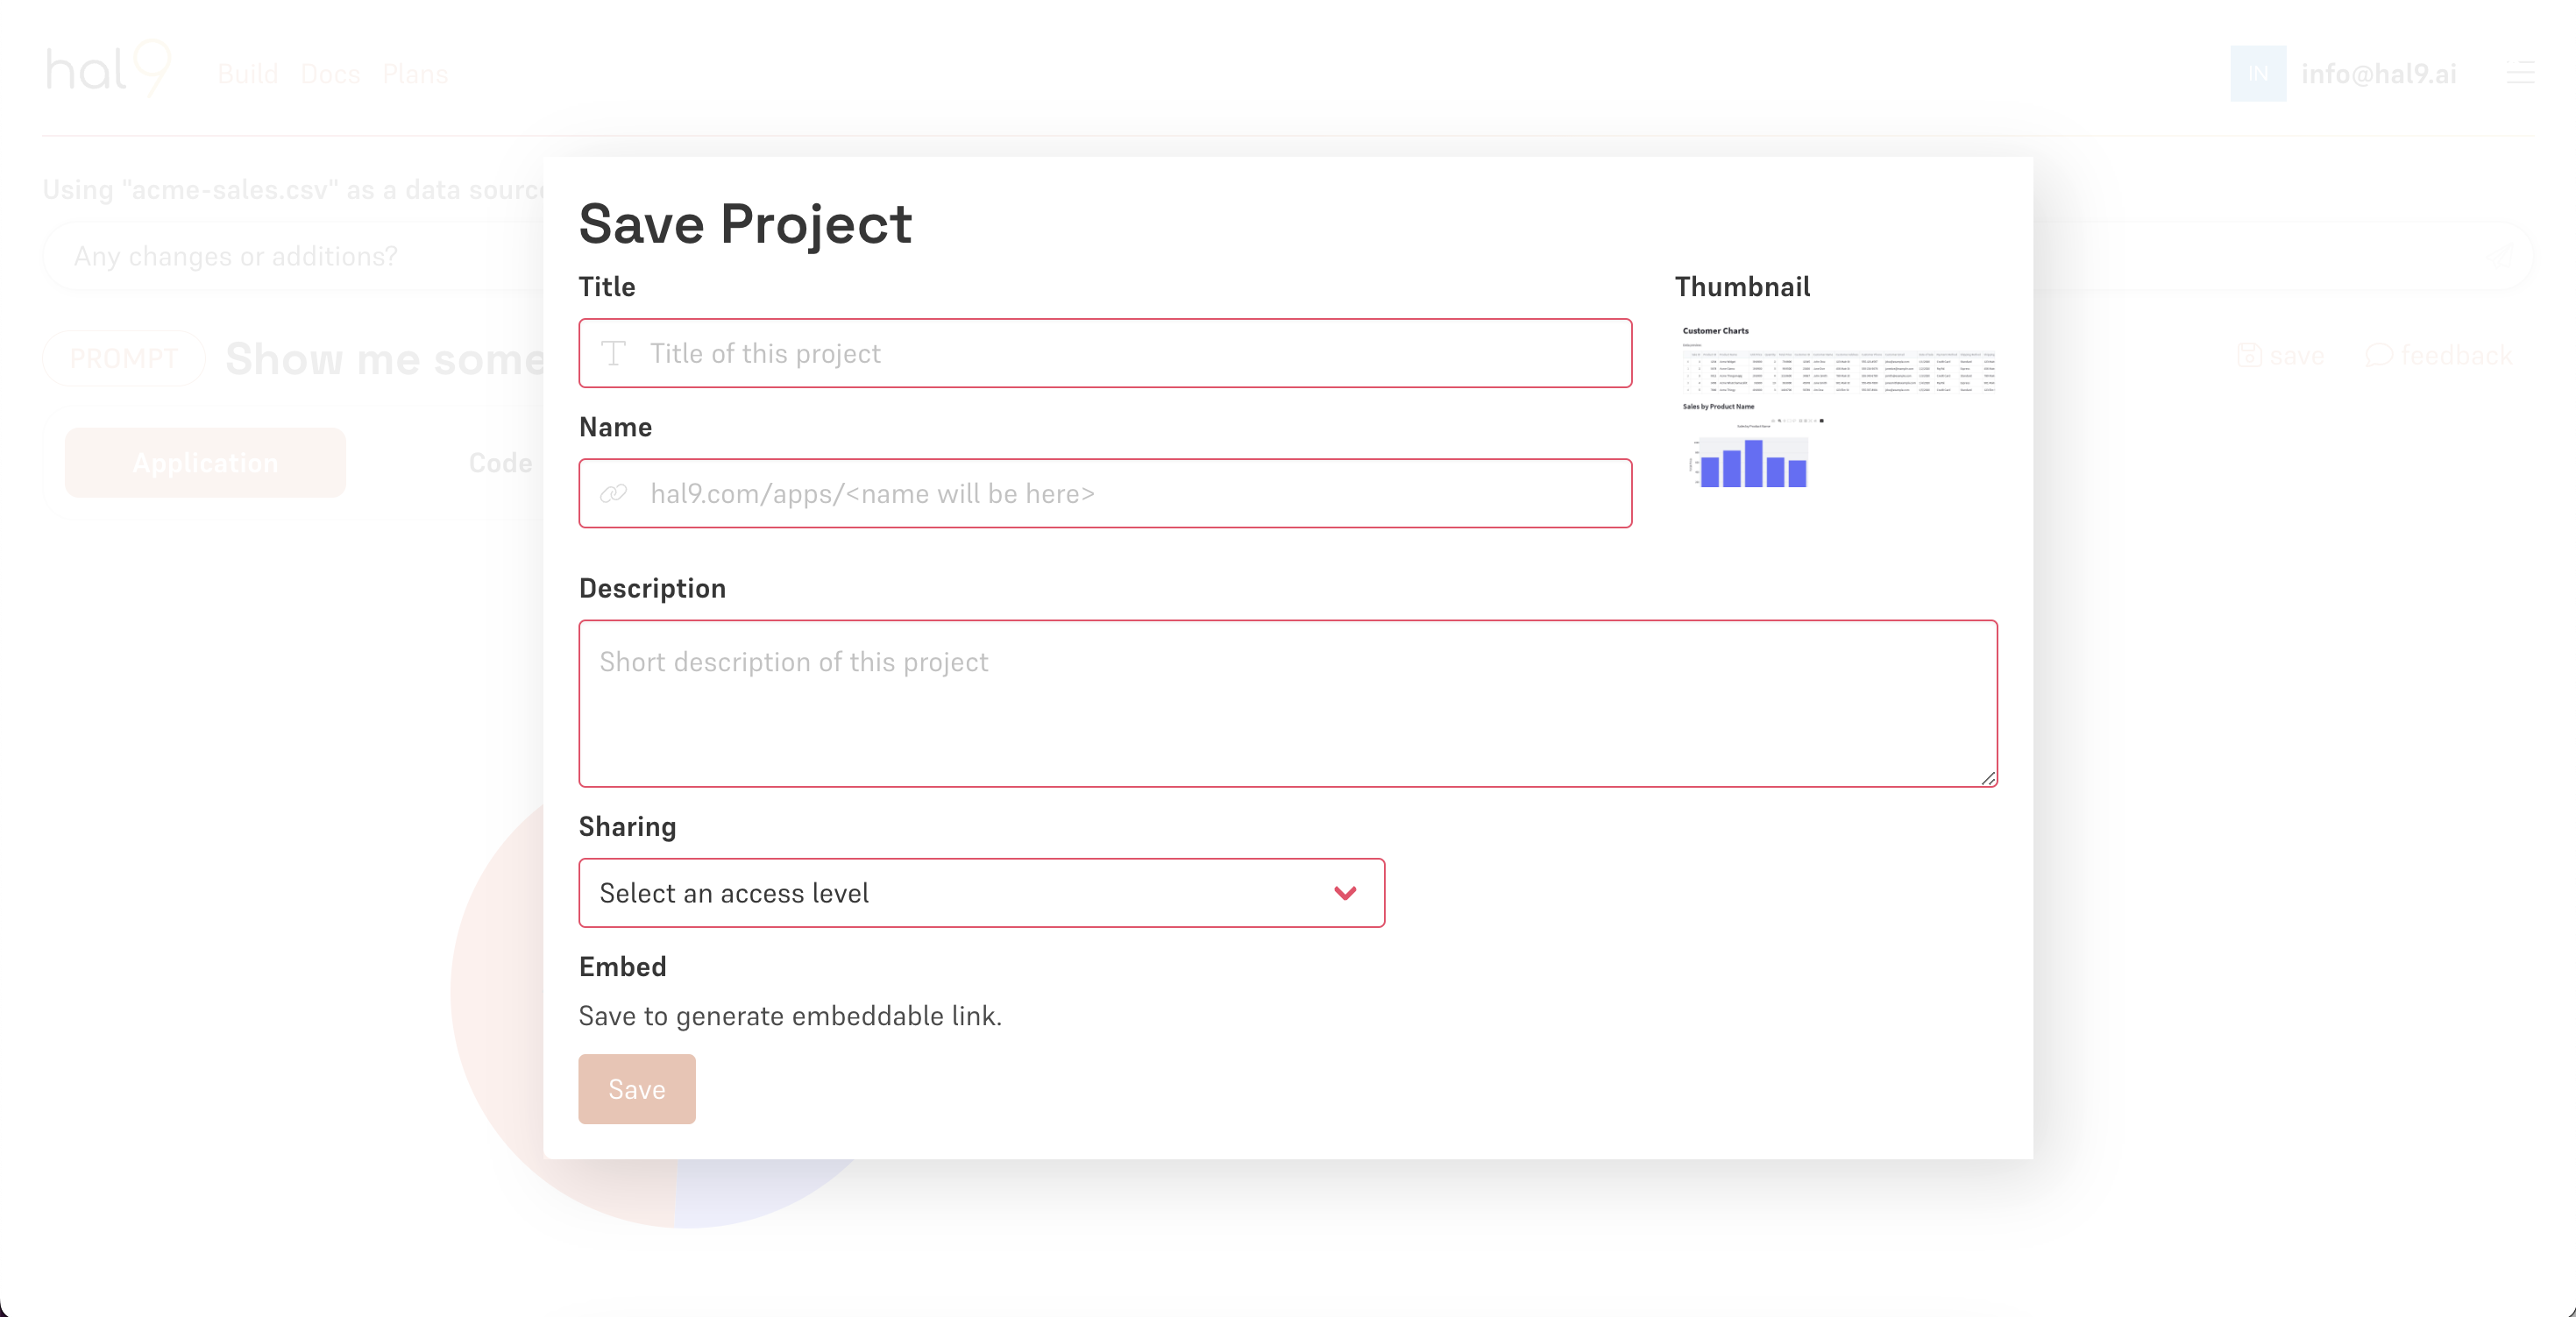 hal9 Build Docs Plans IN info@hal9.ai
Using "acme-sales.csv" as a data source
Any changes or additions?
PROMPT Show me some
save feedback
Application Code
Save Project
Title
Title of this project
Name
hal9.com/apps/<name will be here>
Thumbnail
Customer Charts
Sales by Product Name
Description
Short description of this project
Sharing
Select an access level
Embed
Save to generate embeddable link.
Save